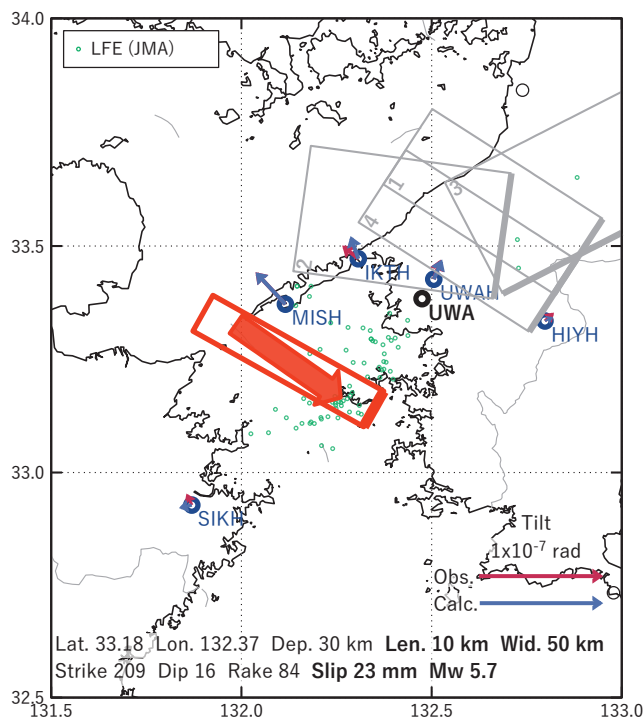 34.0
LFE (JMA)
1
3
4
33.5
2
IKTH
UWAH
MISH
UWA
HIYH
33.0
SIKH
Tilt
1x10⁻⁷ rad
Obs.
Calc.
Lat. 33.18 Lon. 132.37 Dep. 30 km Len. 10 km Wid. 50 km
Strike 209 Dip 16 Rake 84 Slip 23 mm Mw 5.7
32.5
131.5 132.0 132.5 133.0